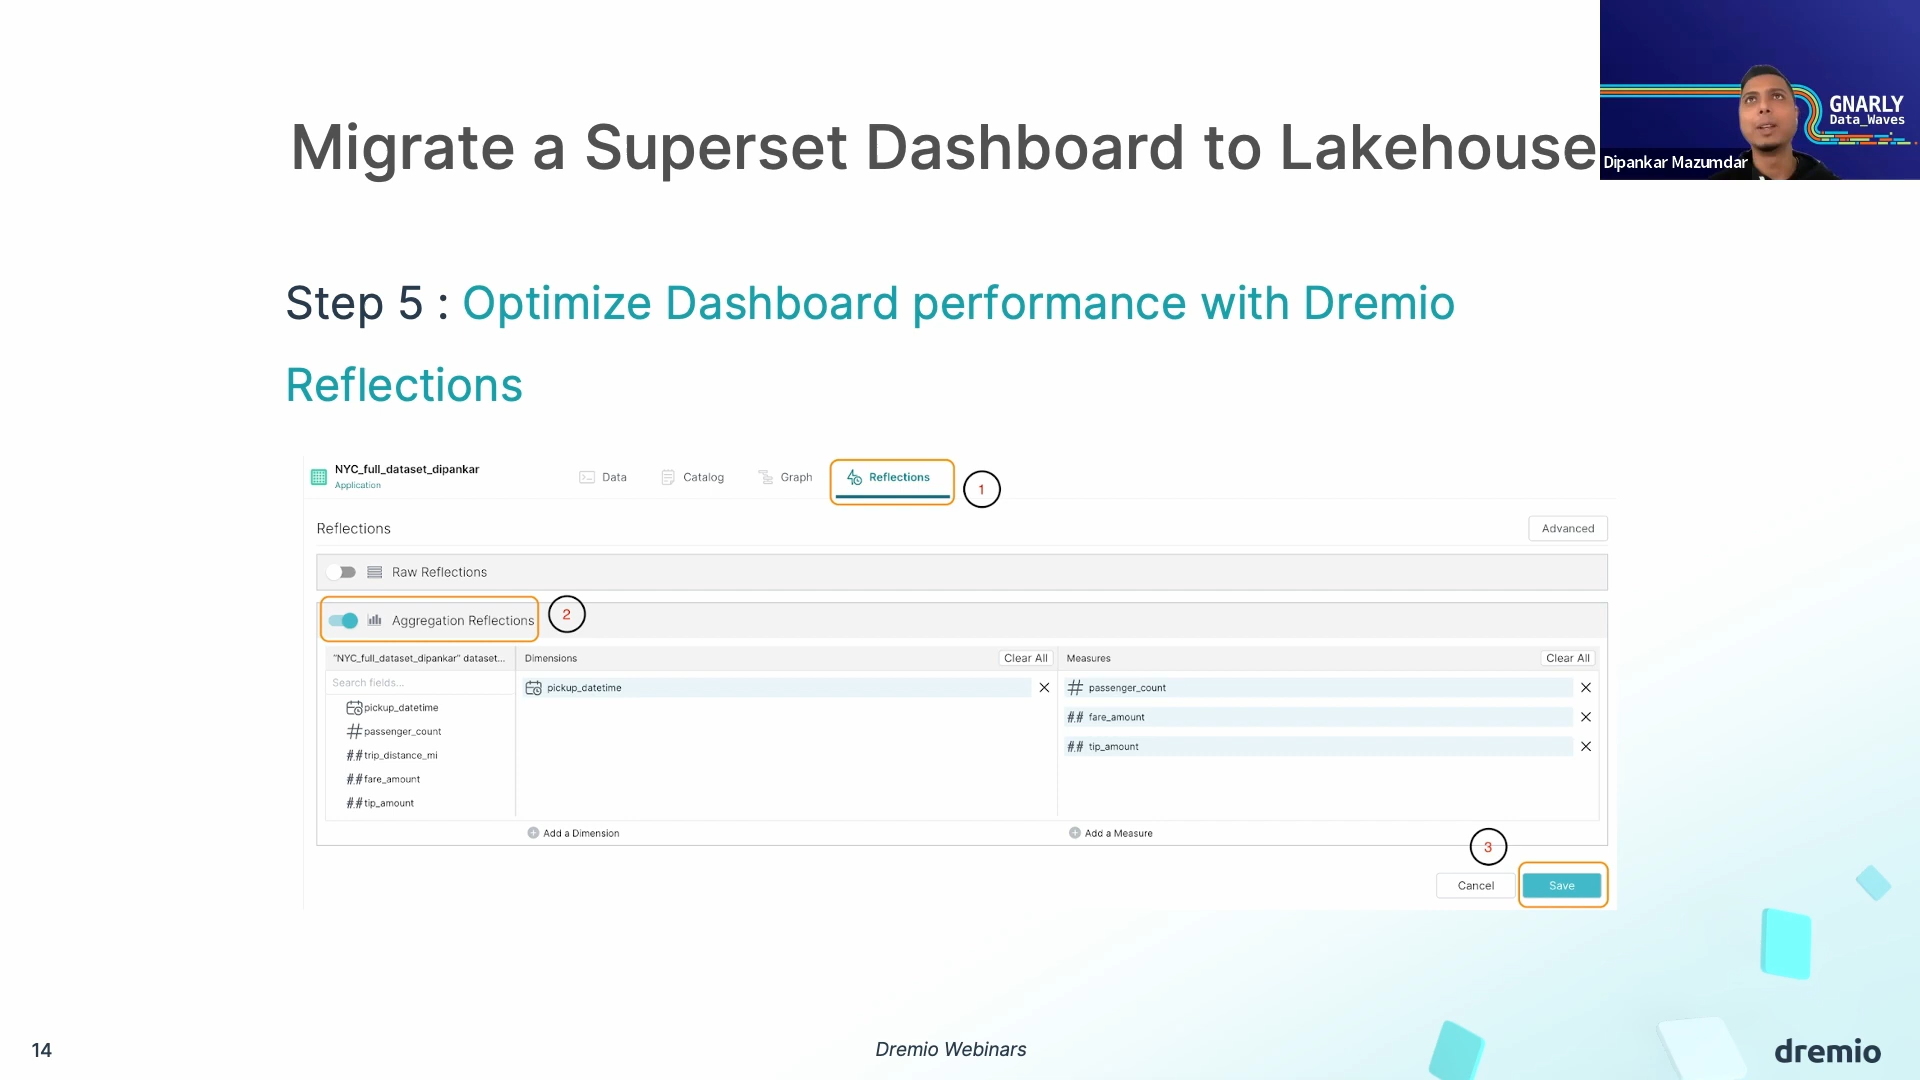 Migrate a Superset Dashboard to Lakehouse
GNARLY
Data_Waves
Dipankar Mazumdar
Step 5 : Optimize Dashboard performance with Dremio
Reflections
NYC_full_dataset_dipankar
Application
Data
Catalog
Graph
Reflections
1
Reflections
Advanced
Raw Reflections
Aggregation Reflections
2
"NYC_full_dataset_dipankar" dataset...
Dimensions
Clear All
Measures
Clear All
Search fields...
pickup_datetime
passenger_count
trip_distance_mi
fare_amount
tip_amount
pickup_datetime
passenger_count
fare_amount
tip_amount
Add a Dimension
Add a Measure
3
Cancel
Save
14
Dremio Webinars
dremio